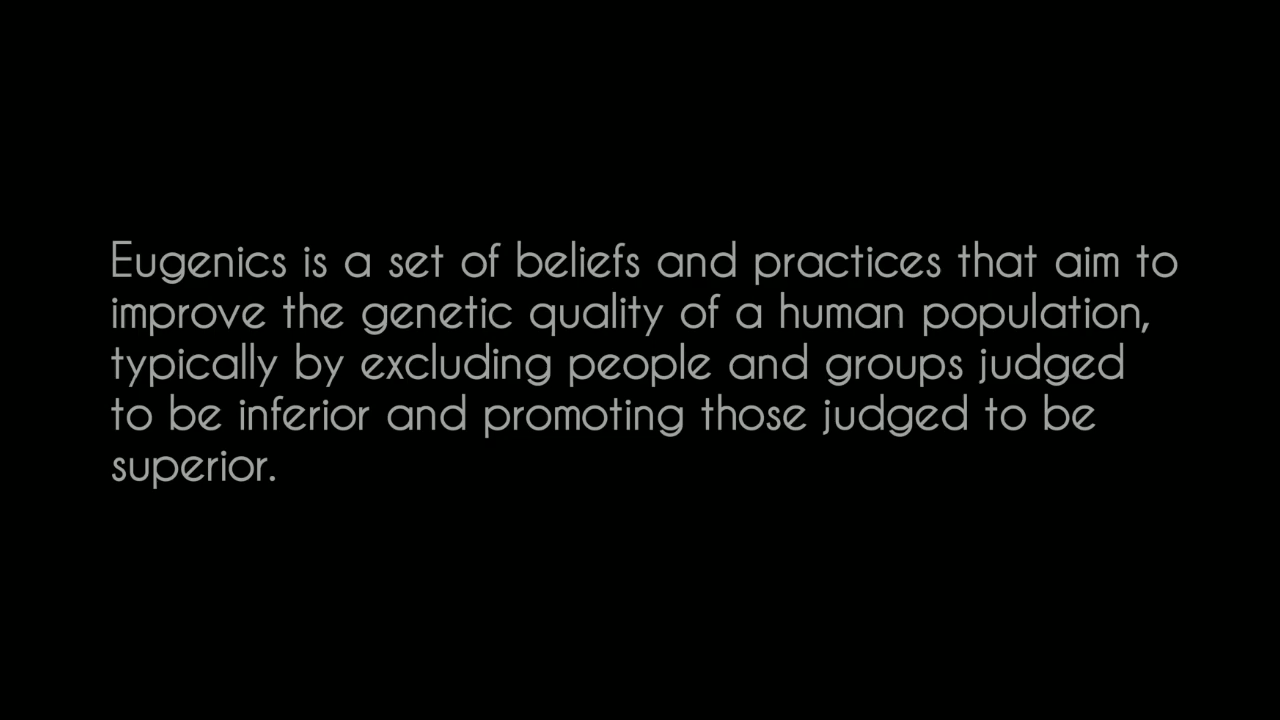 Eugenics is a set of beliefs and practices that aim to
improve the genetic quality of a human population,
typically by excluding people and groups judged
to be inferior and promoting those judged to be
superior.